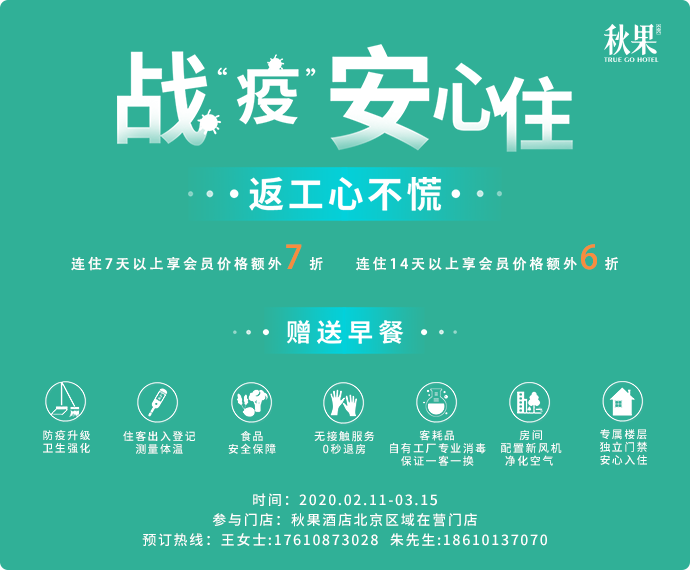 秋果
TRUE GO HOTEL
战“疫”安心住
返工心不慌
连住7天以上享会员价格额外7折 连住14天以上享会员价格额外6折
赠送早餐
防疫升级
卫生强化
住客出入登记
测量体温
食品
安全保障
无接触服务
0秒退房
客耗品
自有工厂专业消毒
保证一客一换
房间
配置新风机
净化空气
专属楼层
独立门禁
安心入住
时间：2020.02.11-03.15
参与门店：秋果酒店北京区域在营门店
预订热线：王女士:17610873028 朱先生:18610137070